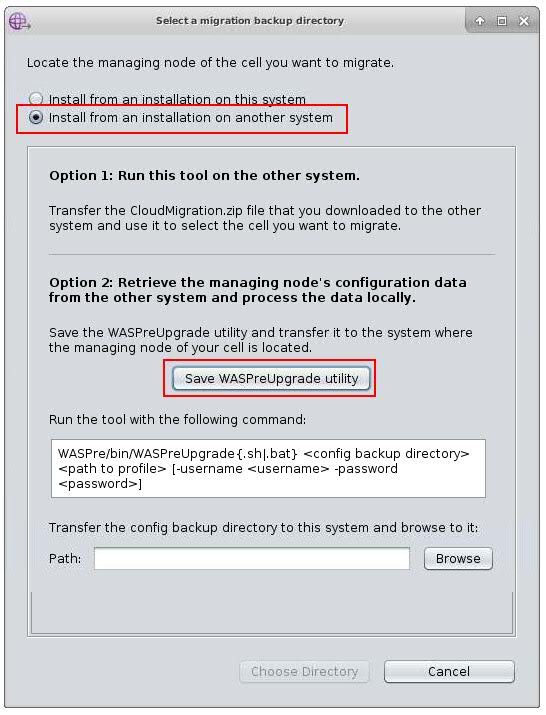 Select a migration backup directory
Locate the managing node of the cell you want to migrate.
Install from an installation on this system
Install from an installation on another system
Option 1: Run this tool on the other system.
Transfer the CloudMigration.zip file that you downloaded to the other
system and use it to select the cell you want to migrate.
Option 2: Retrieve the managing node's configuration data
from the other system and process the data locally.
Save the WASPreUpgrade utility and transfer it to the system where
the managing node of your cell is located.
Save WASPreUpgrade utility
Run the tool with the following command:
WASPre/bin/WASPreUpgrade{.sh|.bat} <config backup directory>
<path to profile> [-username <username> -password
<password>]
Transfer the config backup directory to this system and browse to it:
Path:
Browse
Choose Directory
Cancel